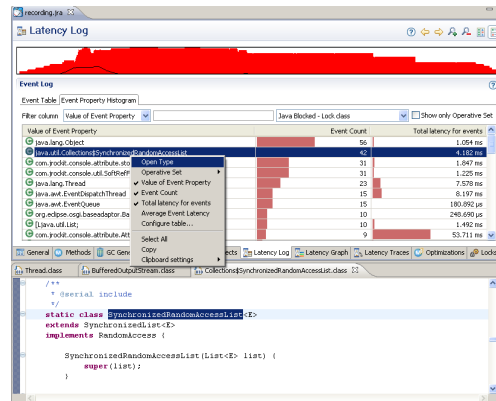 recording.jra
Latency Log
Event Log
Event Table Event Property Histogram
Filter column Value of Event Property Java Blocked - Lock class Show only Operative Set
Value of Event Property Event Count Total latency for events
java.lang.Object 56 1.054 ms
java.util.Collections$SynchronizedRandomAccessList 42 4.182 ms
com.jrockit.console.attribute.sto 31 1.847 ms
com.jrockit.console.util.SoftRefF 31 1.225 ms
java.lang.Thread 23 7.578 ms
java.awt.EventDispatchThread 15 8.197 ms
java.awt.EventQueue 15 180.892 µs
org.eclipse.osgi.baseadaptor.Ba 10 248.690 µs
[Ljava.util.List; 10 1.492 ms
com.jrockit.console.attribute.Att 9 53.711 ms
Open Type
Operative Set
Value of Event Property
Event Count
Total latency for events
Average Event Latency
Configure table...
Select All
Copy
Clipboard settings
General Methods GC Gen ects Latency Log Latency Graph Latency Traces Optimizations Locks
Thread.class BufferedOutputStream.class Collections$SynchronizedRandomAccessList.class
/**
* @serial include
*/
static class SynchronizedRandomAccessList<E>
extends SynchronizedList<E>
implements RandomAccess {
SynchronizedRandomAccessList(List<E> list) {
super(list);
}